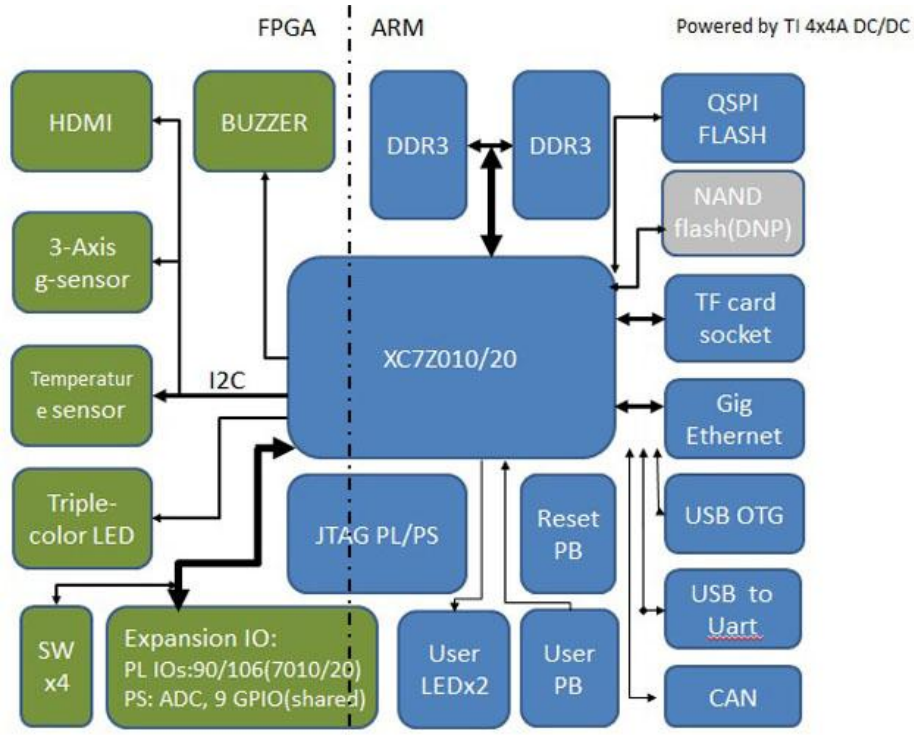 FPGA
ARM
Powered by TI 4x4A DC/DC
HDMI
BUZZER
DDR3
DDR3
QSPI
FLASH
NAND
flash(DNP)
3-Axis
g-sensor
TF card
socket
XC7Z010/20
Temperatur
e sensor
I2C
Gig
Ethernet
Triple-
color LED
JTAG PL/PS
Reset
PB
USB OTG
USB to
Uart
SW
x4
Expansion IO:
PL IOs:90/106(7010/20)
PS: ADC, 9 GPIO(shared)
User
LEDx2
User
PB
CAN